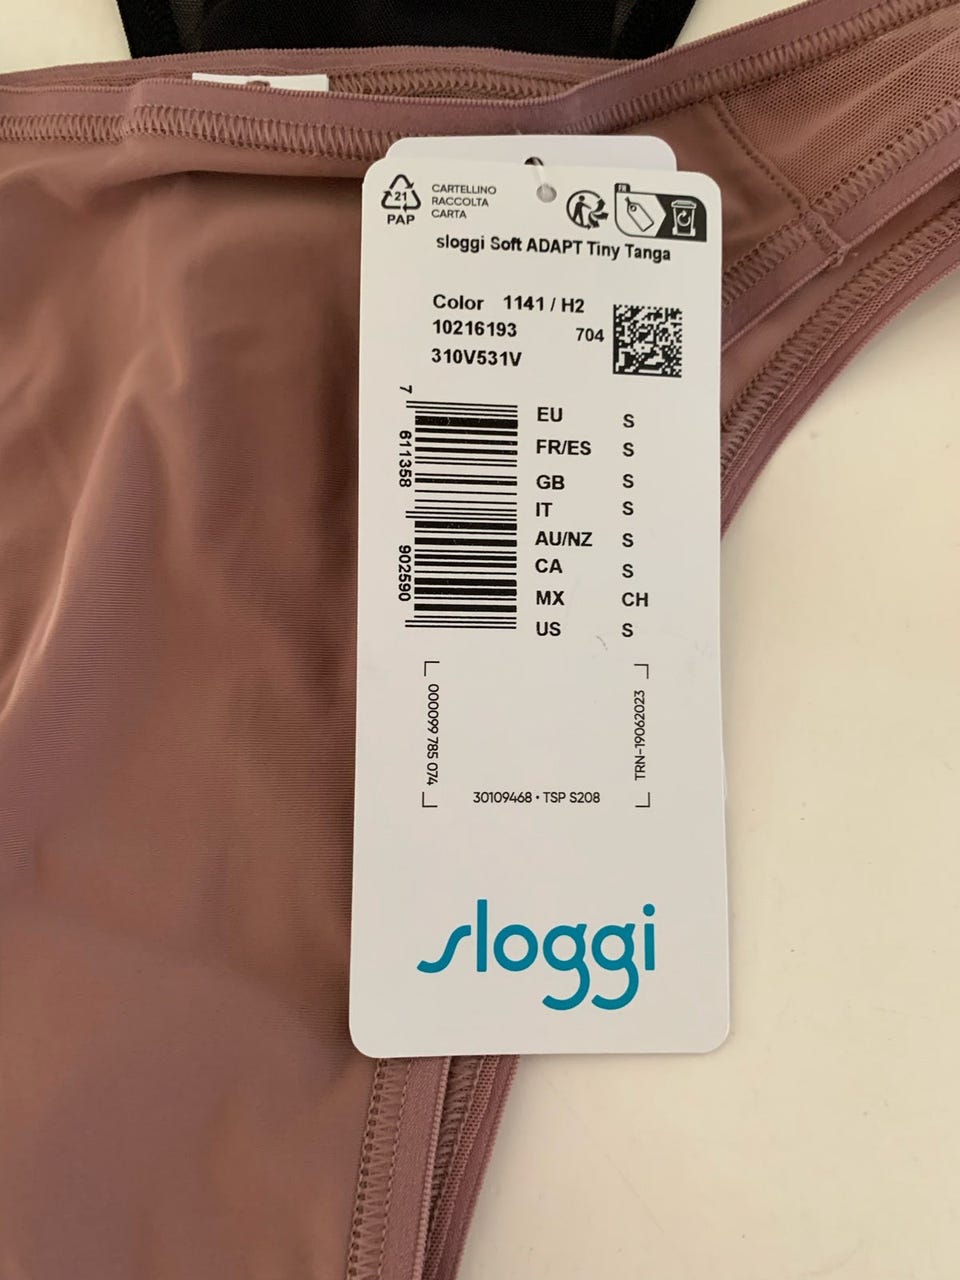 21
PAP
CARTELLINO
RACCOLTA
CARTA
FR
sloggi Soft ADAPT Tiny Tanga
Color 1141 / H2
10216193 704
310V531V
7 611358 902590
EU S
FR/ES S
GB S
IT S
AU/NZ S
CA S
MX CH
US S
000099 785 074
TRN-19062023
30109468 • TSP S208
sloggi